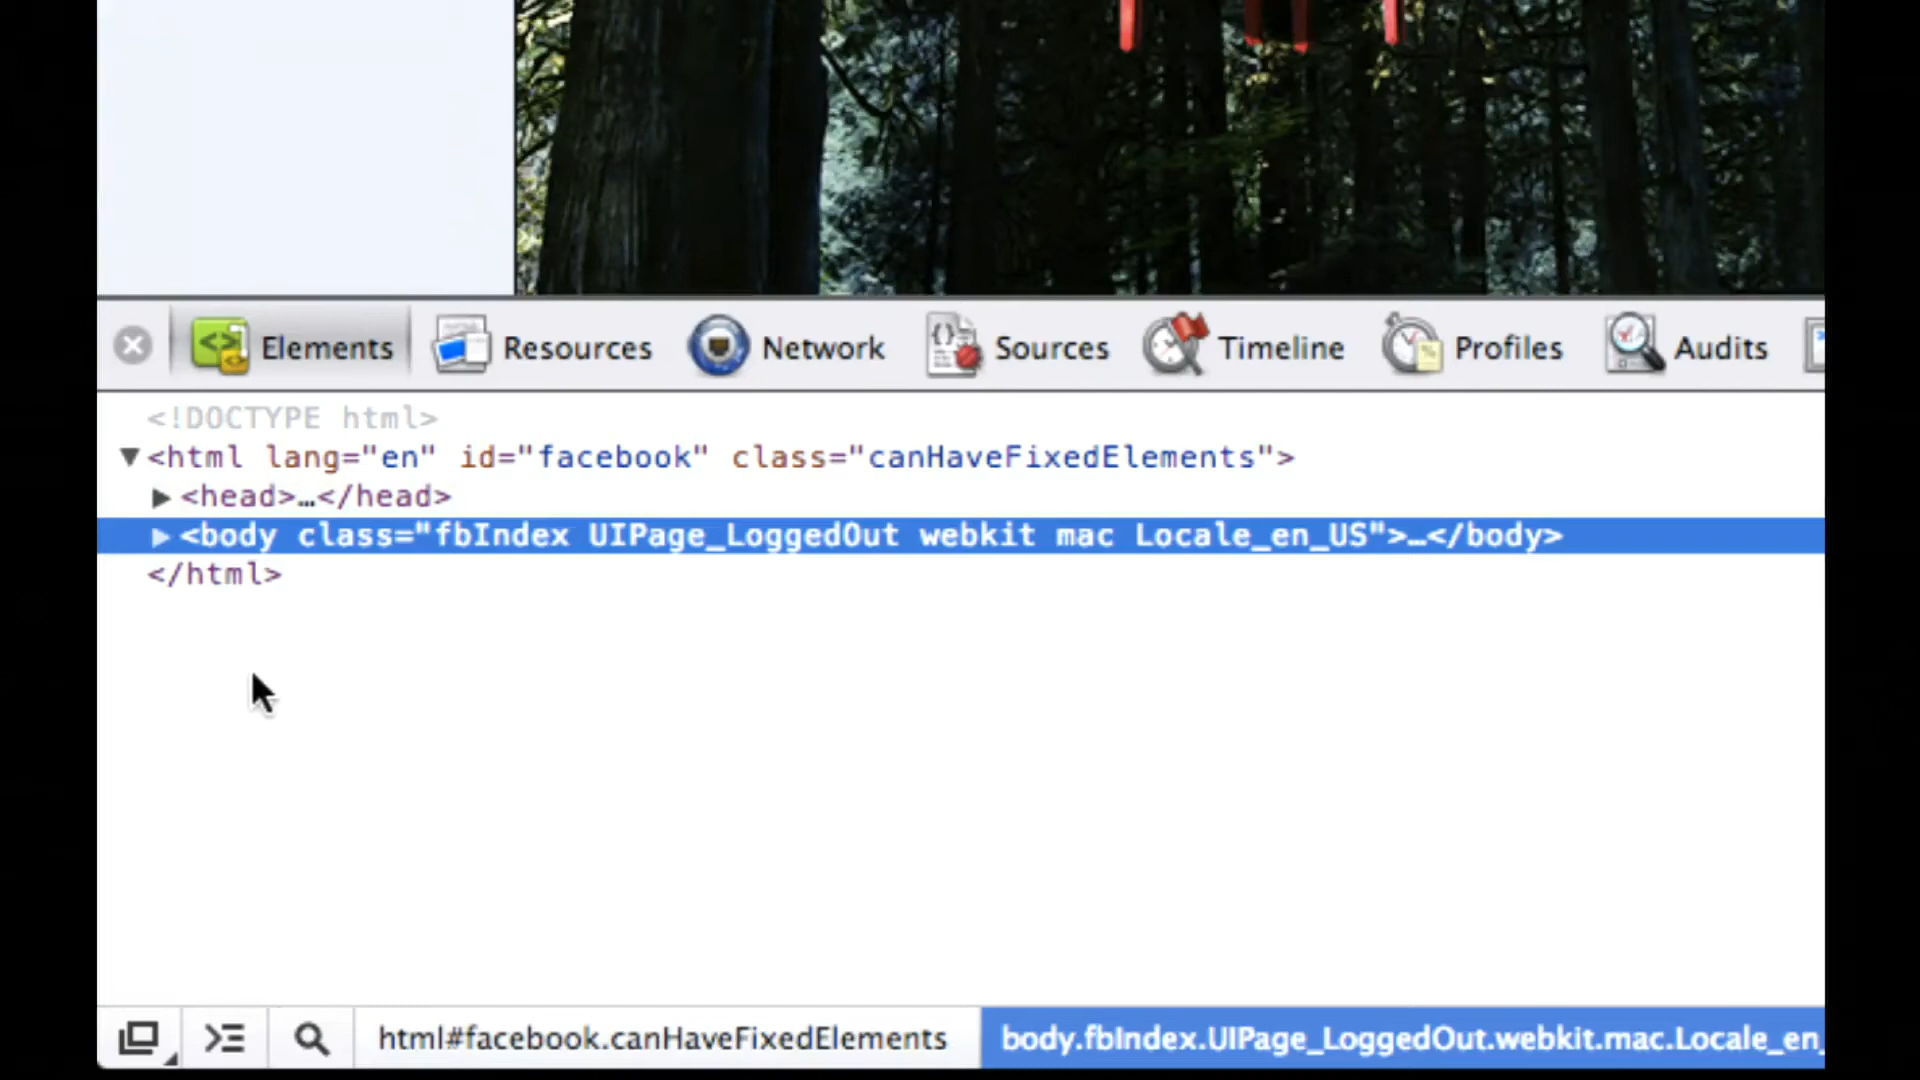 Elements Resources Network Sources Timeline Profiles Audits
<!DOCTYPE html>
<html lang="en" id="facebook" class="canHaveFixedElements">
<head>…</head>
<body class="fbIndex UIPage_LoggedOut webkit mac Locale_en_US">…</body>
</html>
html#facebook.canHaveFixedElements body.fbIndex.UIPage_LoggedOut.webkit.mac.Locale_en_